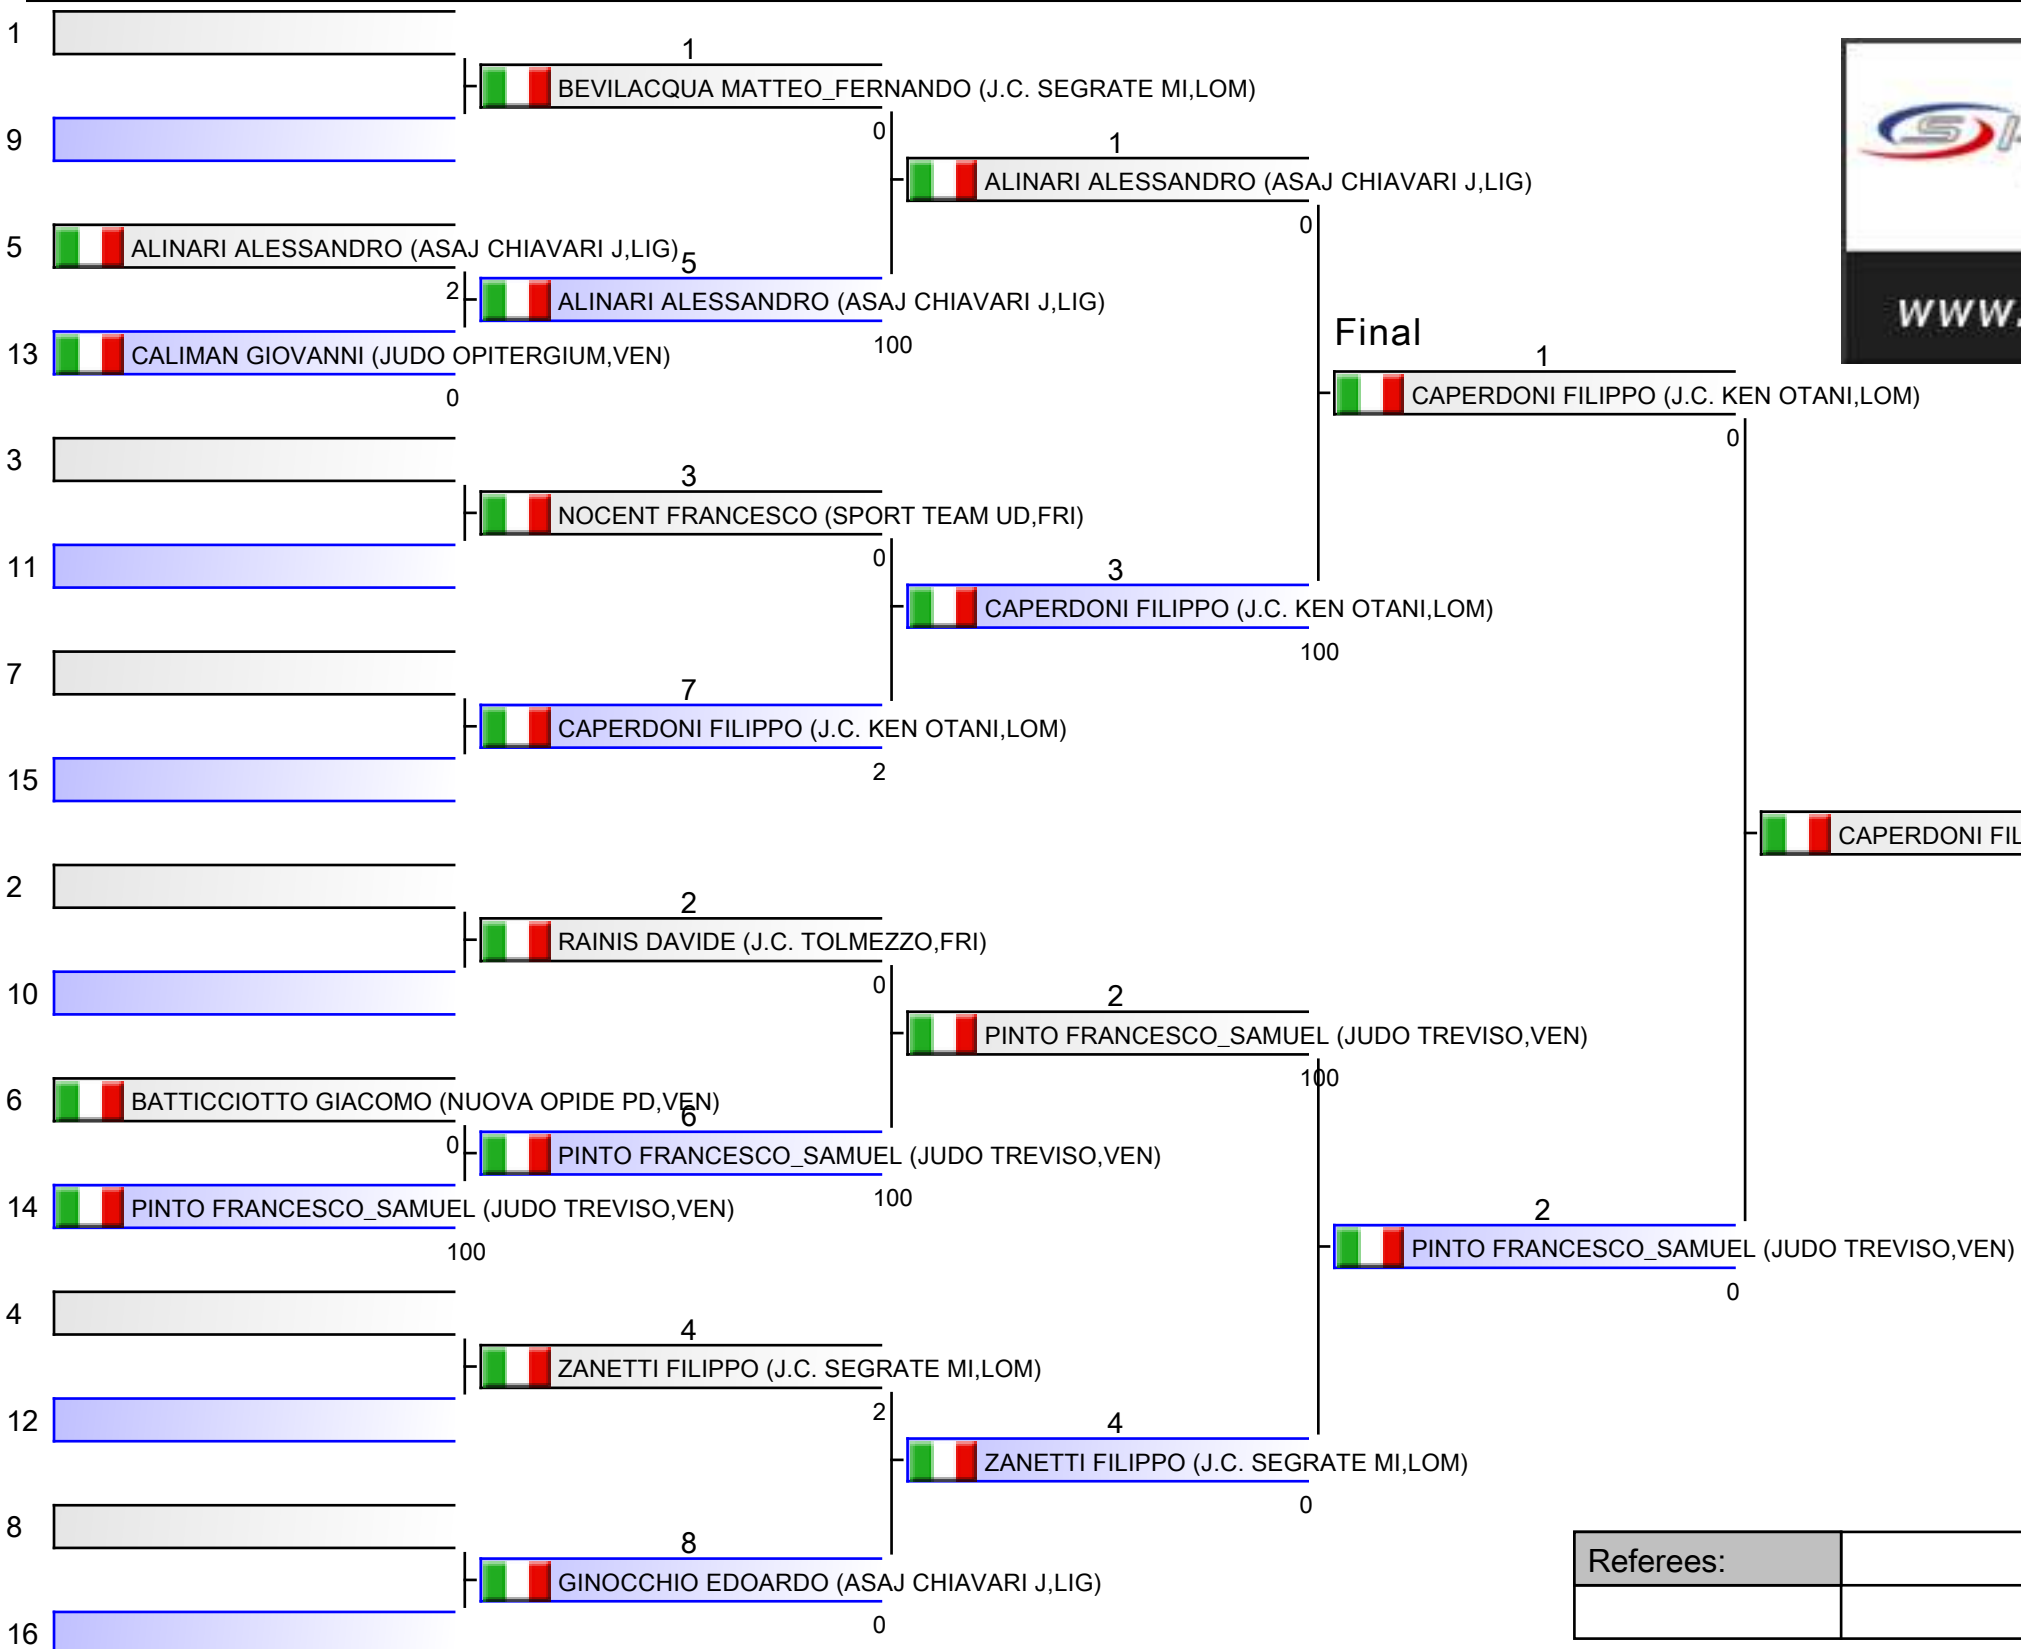 1
1
BEVILACQUA MATTEO_FERNANDO (J.C. SEGRATE MI,LOM)
0
9
1
ALINARI ALESSANDRO (ASAJ CHIAVARI J,LIG)
0
5
ALINARI ALESSANDRO (ASAJ CHIAVARI J,LIG)
5
2
ALINARI ALESSANDRO (ASAJ CHIAVARI J,LIG)
100
13
CALIMAN GIOVANNI (JUDO OPITERGIUM,VEN)
0
www.
Final
1
CAPERDONI FILIPPO (J.C. KEN OTANI,LOM)
0
3
3
NOCENT FRANCESCO (SPORT TEAM UD,FRI)
0
11
3
CAPERDONI FILIPPO (J.C. KEN OTANI,LOM)
100
7
7
CAPERDONI FILIPPO (J.C. KEN OTANI,LOM)
2
15
CAPERDONI FIL
2
2
RAINIS DAVIDE (J.C. TOLMEZZO,FRI)
0
10
2
PINTO FRANCESCO_SAMUEL (JUDO TREVISO,VEN)
100
6
BATTICCIOTTO GIACOMO (NUOVA OPIDE PD,VEN)
6
0
PINTO FRANCESCO_SAMUEL (JUDO TREVISO,VEN)
100
14
PINTO FRANCESCO_SAMUEL (JUDO TREVISO,VEN)
100
2
PINTO FRANCESCO_SAMUEL (JUDO TREVISO,VEN)
0
4
4
ZANETTI FILIPPO (J.C. SEGRATE MI,LOM)
2
12
4
ZANETTI FILIPPO (J.C. SEGRATE MI,LOM)
0
8
8
GINOCCHIO EDOARDO (ASAJ CHIAVARI J,LIG)
0
16
Referees: